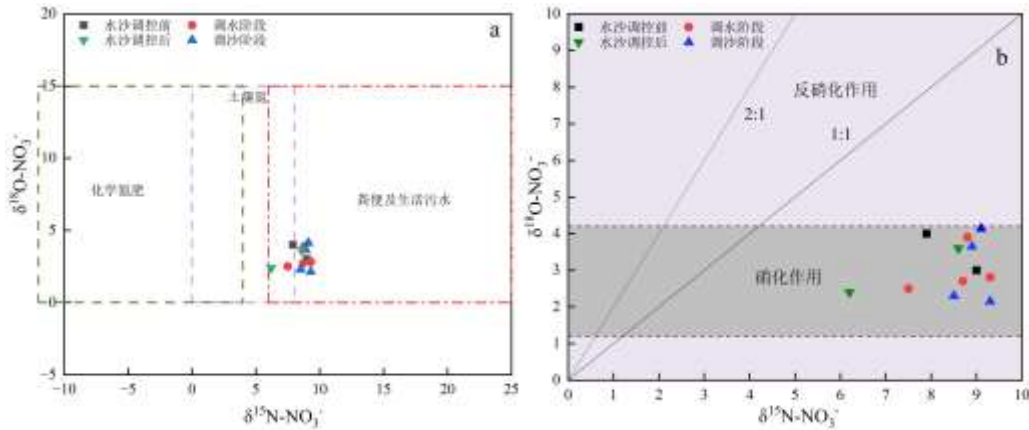 水沙调控前 调水阶段
水沙调控后 调沙阶段
a
20
15
10
5
0
−5
δ¹⁸O-NO₃⁻
土壤氮
化学氮肥
粪便及生活污水
−10 −5 0 5 10 15 20 25
δ¹⁵N-NO₃⁻
水沙调控前 调水阶段
水沙调控后 调沙阶段
b
10
9
8
7
6
5
4
3
2
1
0
δ¹⁸O-NO₃⁻
反硝化作用
2:1
1:1
硝化作用
0 1 2 3 4 5 6 7 8 9 10
δ¹⁵N-NO₃⁻